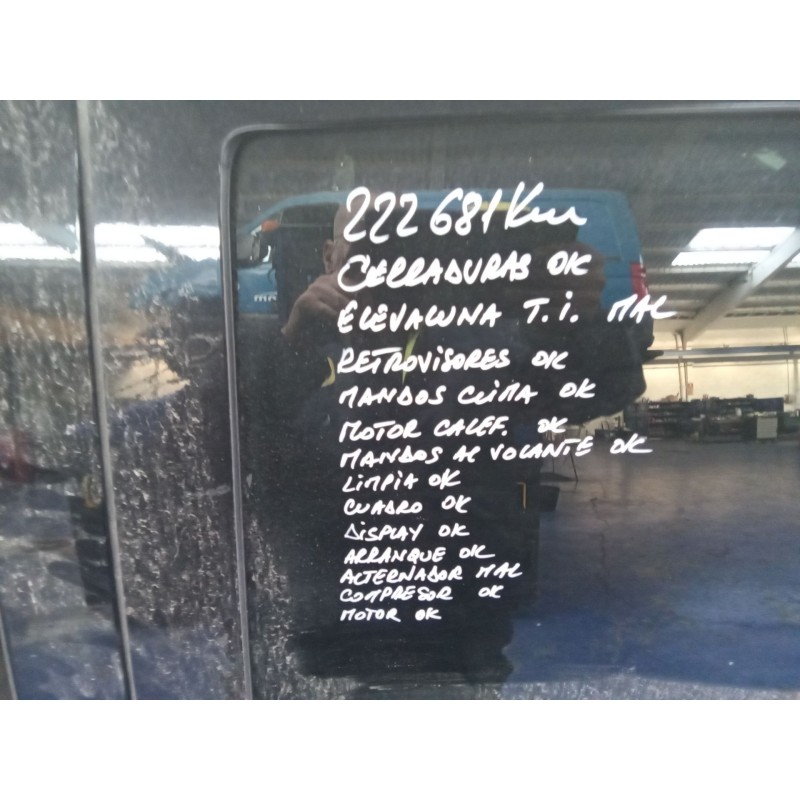 222 681 Km
CERRADURAS OK
ELEVALUNA T.i. MAL
RETROVISORES OK
MANDOS CLIMA OK
MOTOR CALEF. OK
MANDOS AL VOLANTE OK
LIMPIA OK
CUADRO OK
DISPLAY OK
ARRANQUE OK
ALTERNADOR MAL
COMPRESOR OK
MOTOR OK